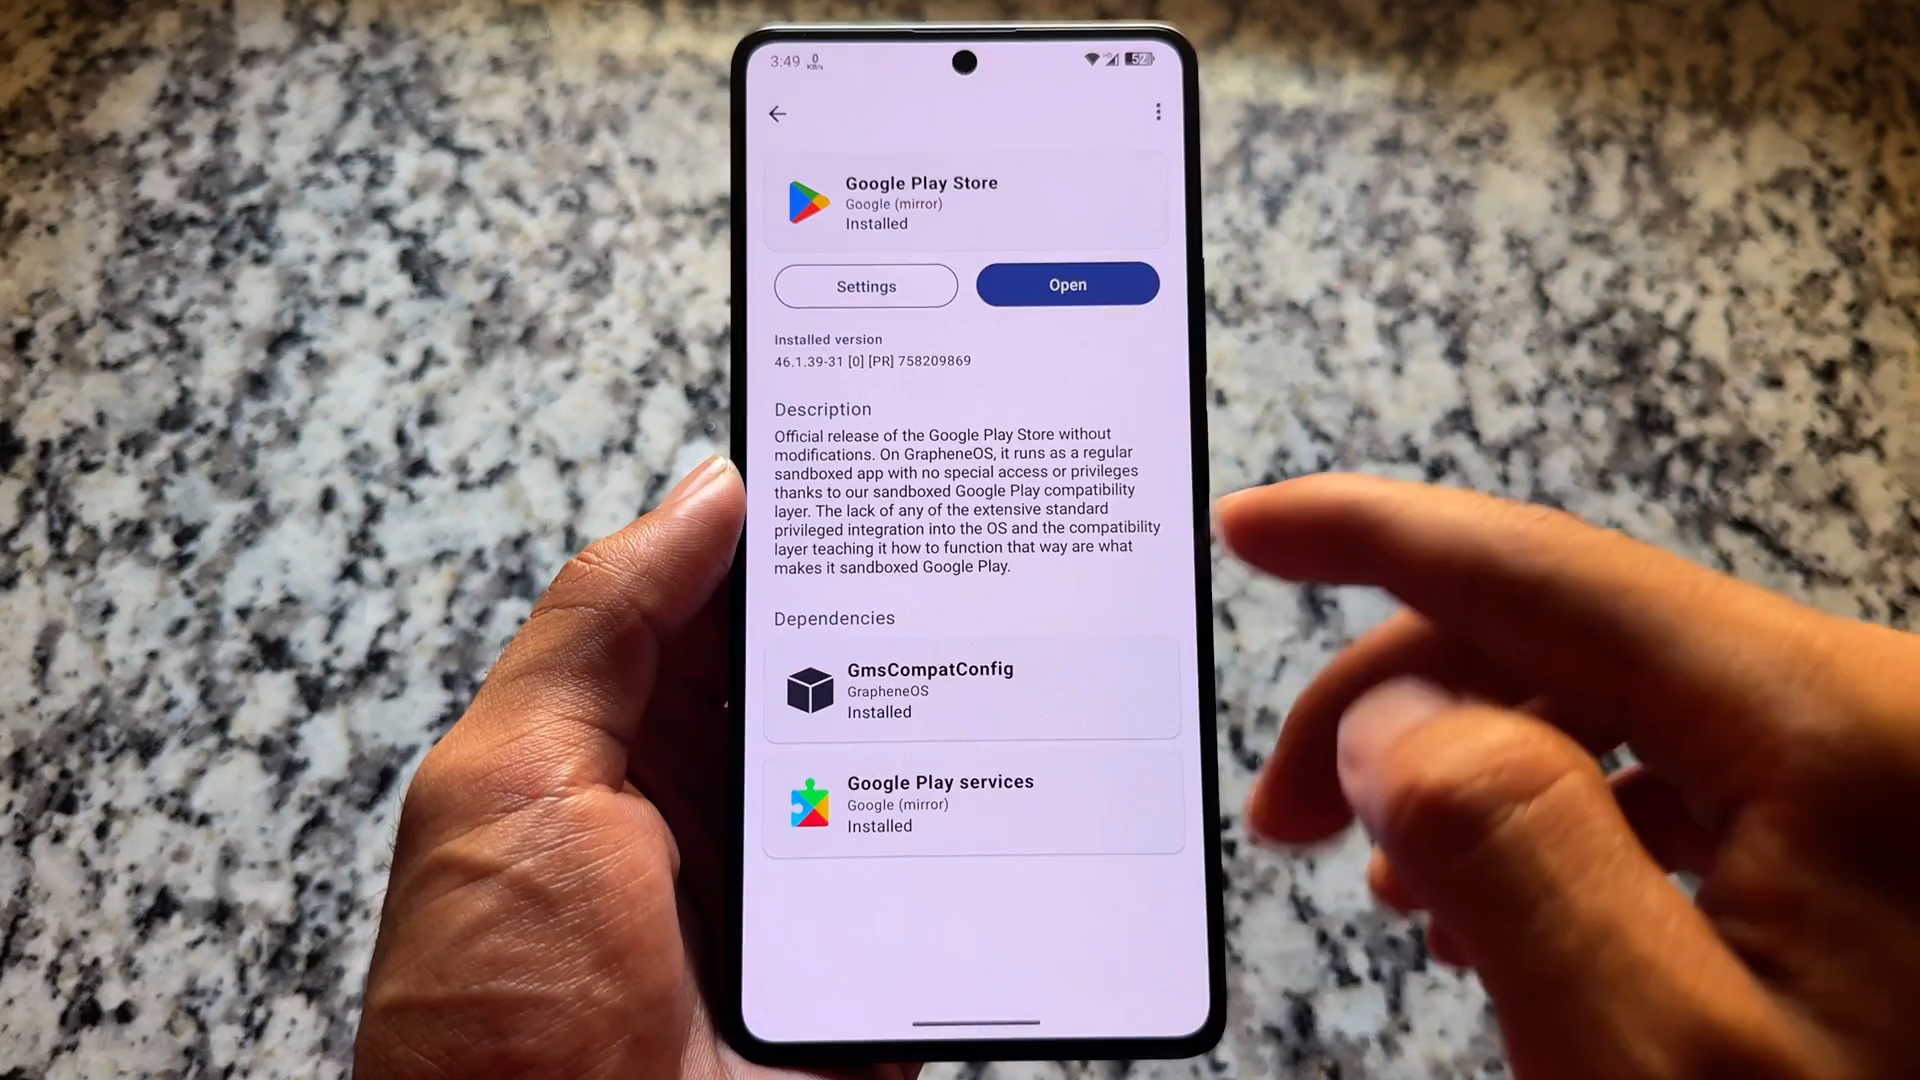 3:49 0 KB/s 52
Google Play Store
Google (mirror)
Installed
Settings
Open
Installed version
46.1.39-31 [0] [PR] 758209869
Description
Official release of the Google Play Store without
modifications. On GrapheneOS, it runs as a regular
sandboxed app with no special access or privileges
thanks to our sandboxed Google Play compatibility
layer. The lack of any of the extensive standard
privileged integration into the OS and the compatibility
layer teaching it how to function that way are what
makes it sandboxed Google Play.
Dependencies
GmsCompatConfig
GrapheneOS
Installed
Google Play services
Google (mirror)
Installed